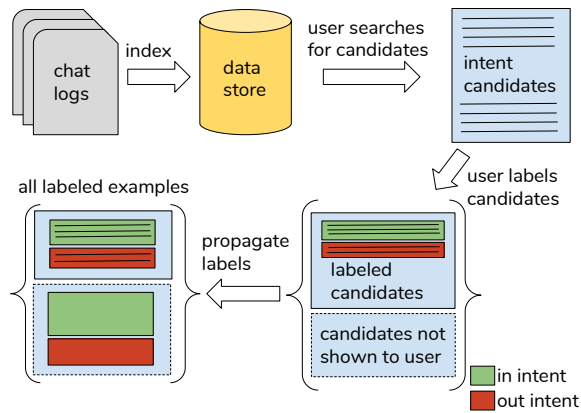 chat
logs
index
data
store
user searches
for candidates
intent
candidates
user labels
candidates
labeled
candidates
candidates not
shown to user
propagate
labels
all labeled examples
in intent
out intent